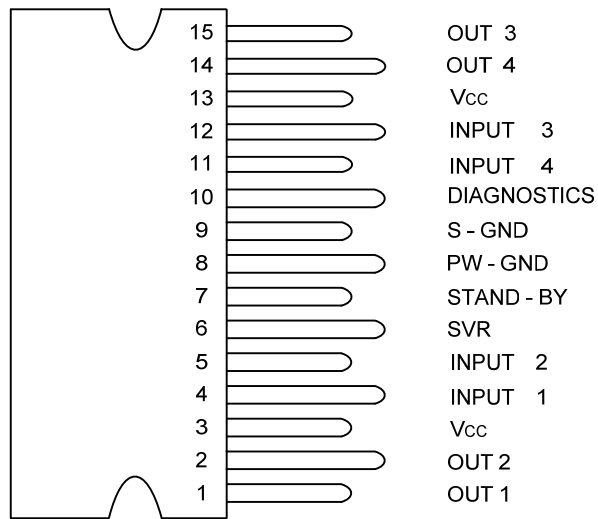 15 OUT 3
14 OUT 4
13 Vcc
12 INPUT 3
11 INPUT 4
10 DIAGNOSTICS
9 S - GND
8 PW - GND
7 STAND - BY
6 SVR
5 INPUT 2
4 INPUT 1
3 Vcc
2 OUT 2
1 OUT 1